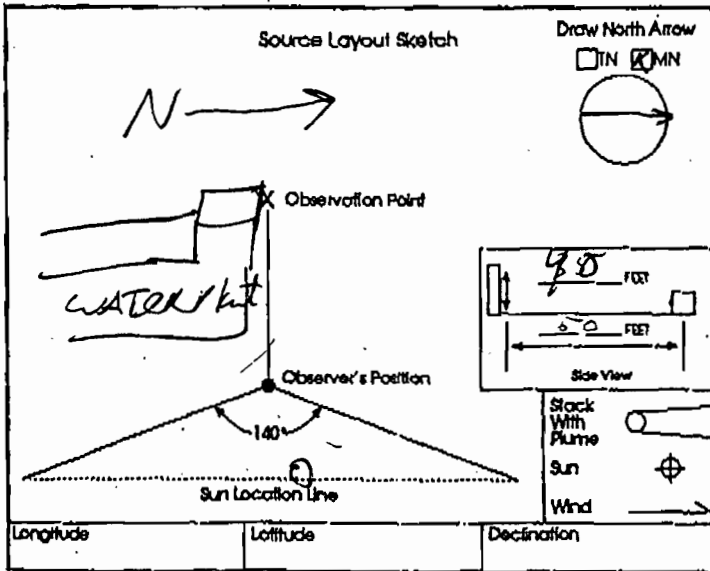 Source Layout Sketch
Draw North Arrow
TN MN
N
X Observation Point
FEET
50 FEET
Side View
Observer's Position
140°
Sun Location Line
Stack
With
Plume
Sun
Wind
Longitude
Latitude
Declination